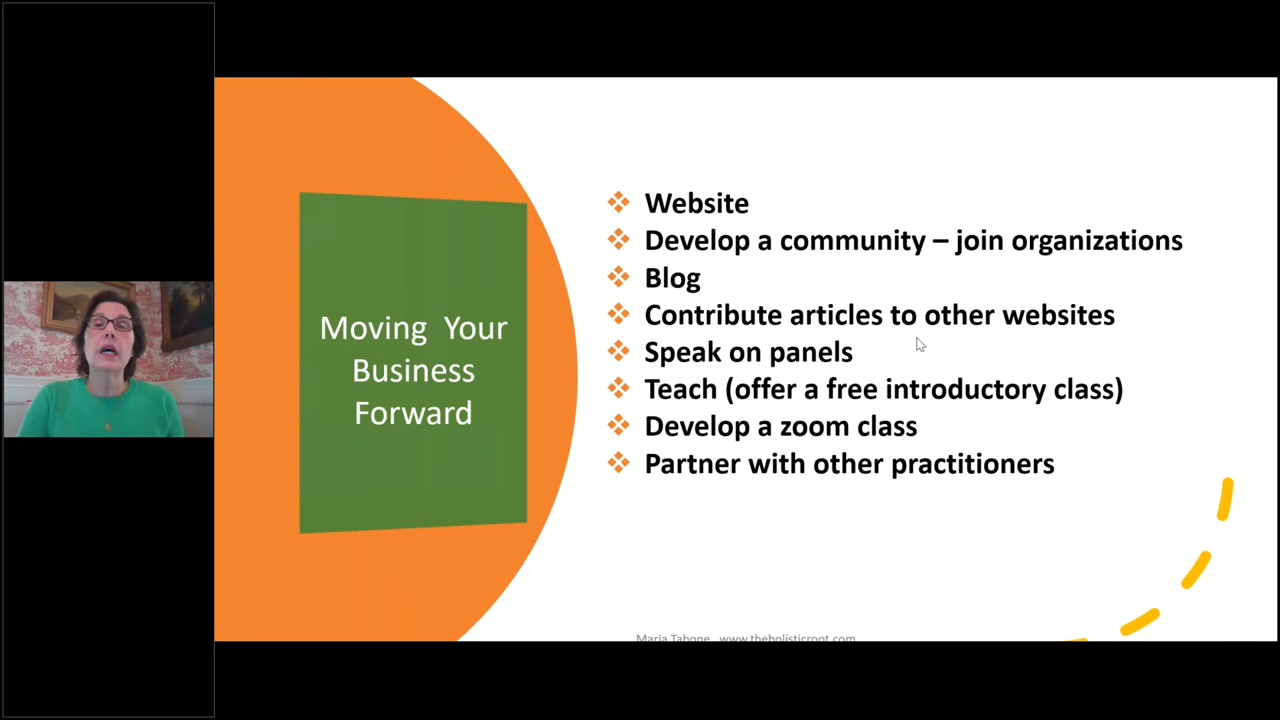 Moving Your
Business
Forward
Website
Develop a community – join organizations
Blog
Contribute articles to other websites
Speak on panels
Teach (offer a free introductory class)
Develop a zoom class
Partner with other practitioners
Maria Tabone www.theholisticroot.com